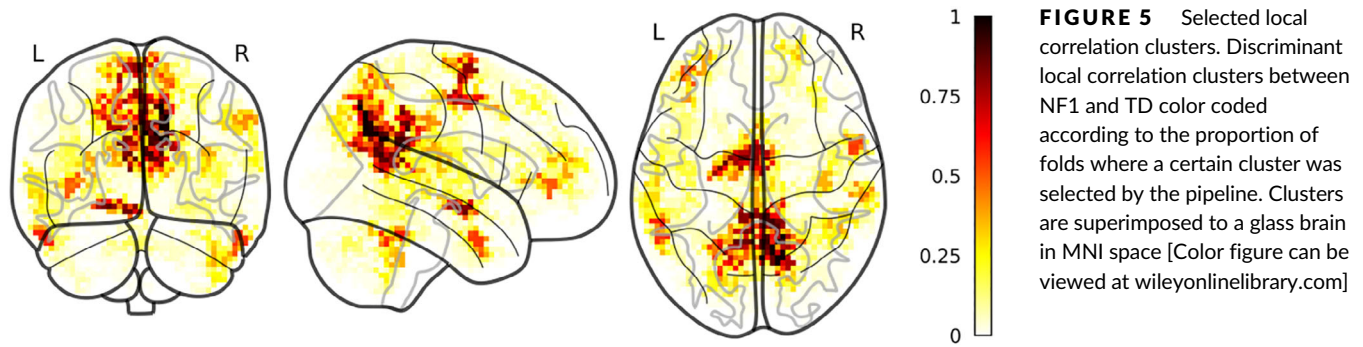 L
R
L
R
1
0.75
0.5
0.25
0
FIGURE 5 Selected local
correlation clusters. Discriminant
local correlation clusters between
NF1 and TD color coded
according to the proportion of
folds where a certain cluster was
selected by the pipeline. Clusters
are superimposed to a glass brain
in MNI space [Color figure can be
viewed at wileyonlinelibrary.com]